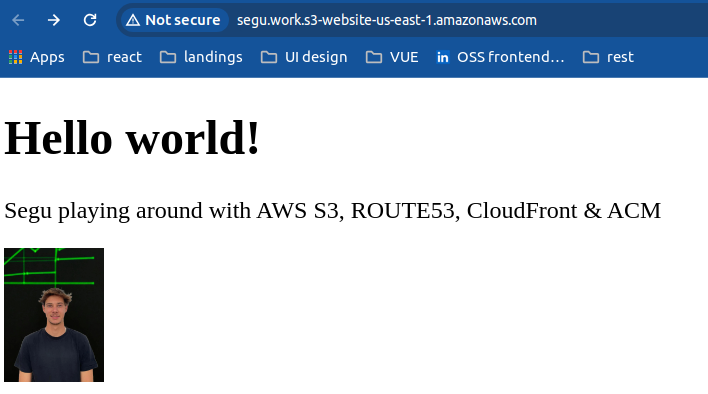 Not secure segu.work.s3-website-us-east-1.amazonaws.com
Apps react landings UI design VUE in OSS frontend... rest
Hello world!
Segu playing around with AWS S3, ROUTE53, CloudFront & ACM